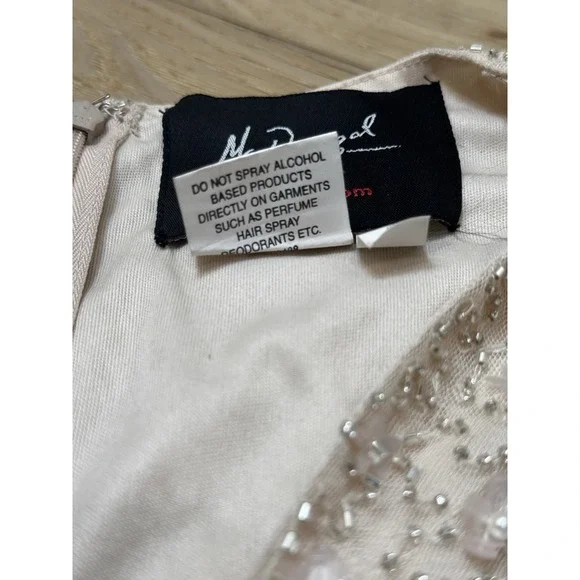 DO NOT SPRAY ALCOHOL
BASED PRODUCTS
DIRECTLY ON GARMENTS
SUCH AS PERFUME
HAIR SPRAY
DEODORANTS ETC.